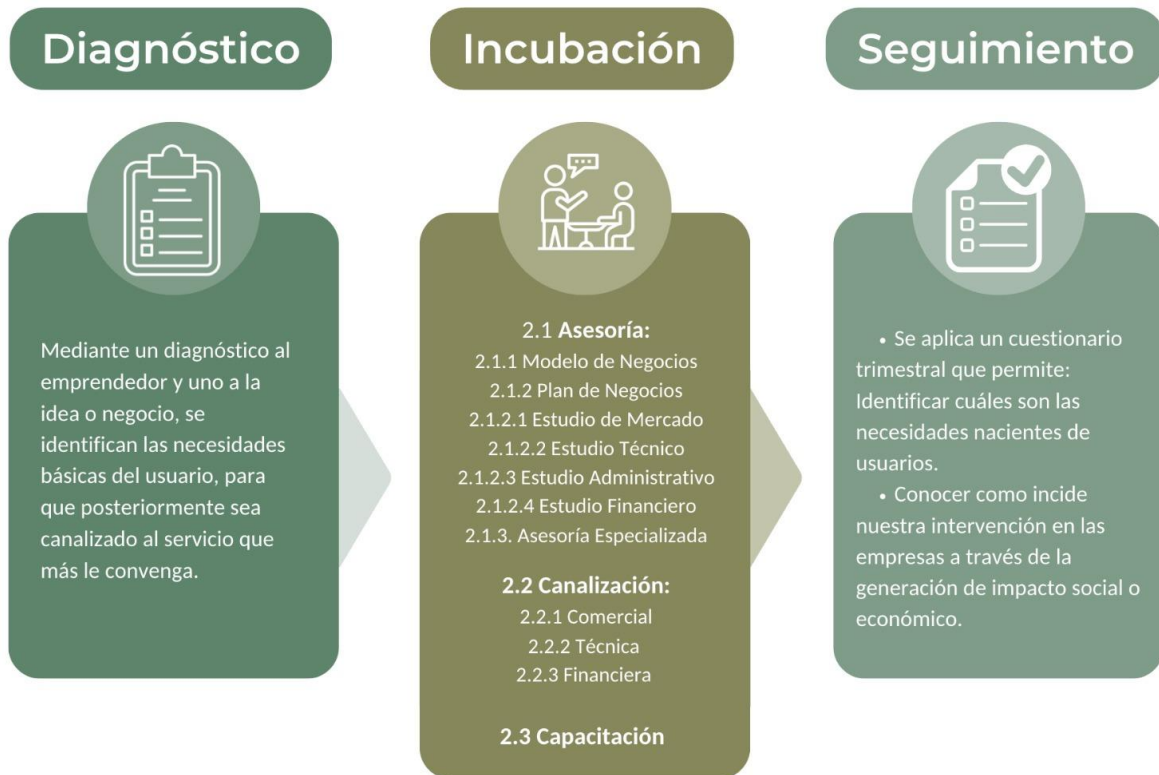 Diagnóstico
Mediante un diagnóstico al
emprendedor y uno a la
idea o negocio, se
identifican las necesidades
básicas del usuario, para
que posteriormente sea
canalizado al servicio que
más le convenga.
Incubación
2.1 Asesoría:
2.1.1 Modelo de Negocios
2.1.2 Plan de Negocios
2.1.2.1 Estudio de Mercado
2.1.2.2 Estudio Técnico
2.1.2.3 Estudio Administrativo
2.1.2.4 Estudio Financiero
2.1.3. Asesoría Especializada
2.2 Canalización:
2.2.1 Comercial
2.2.2 Técnica
2.2.3 Financiera
2.3 Capacitación
Seguimiento
• Se aplica un cuestionario
trimestral que permite:
Identificar cuáles son las
necesidades nacientes de
usuarios.
• Conocer como incide
nuestra intervención en las
empresas a través de la
generación de impacto social o
económico.